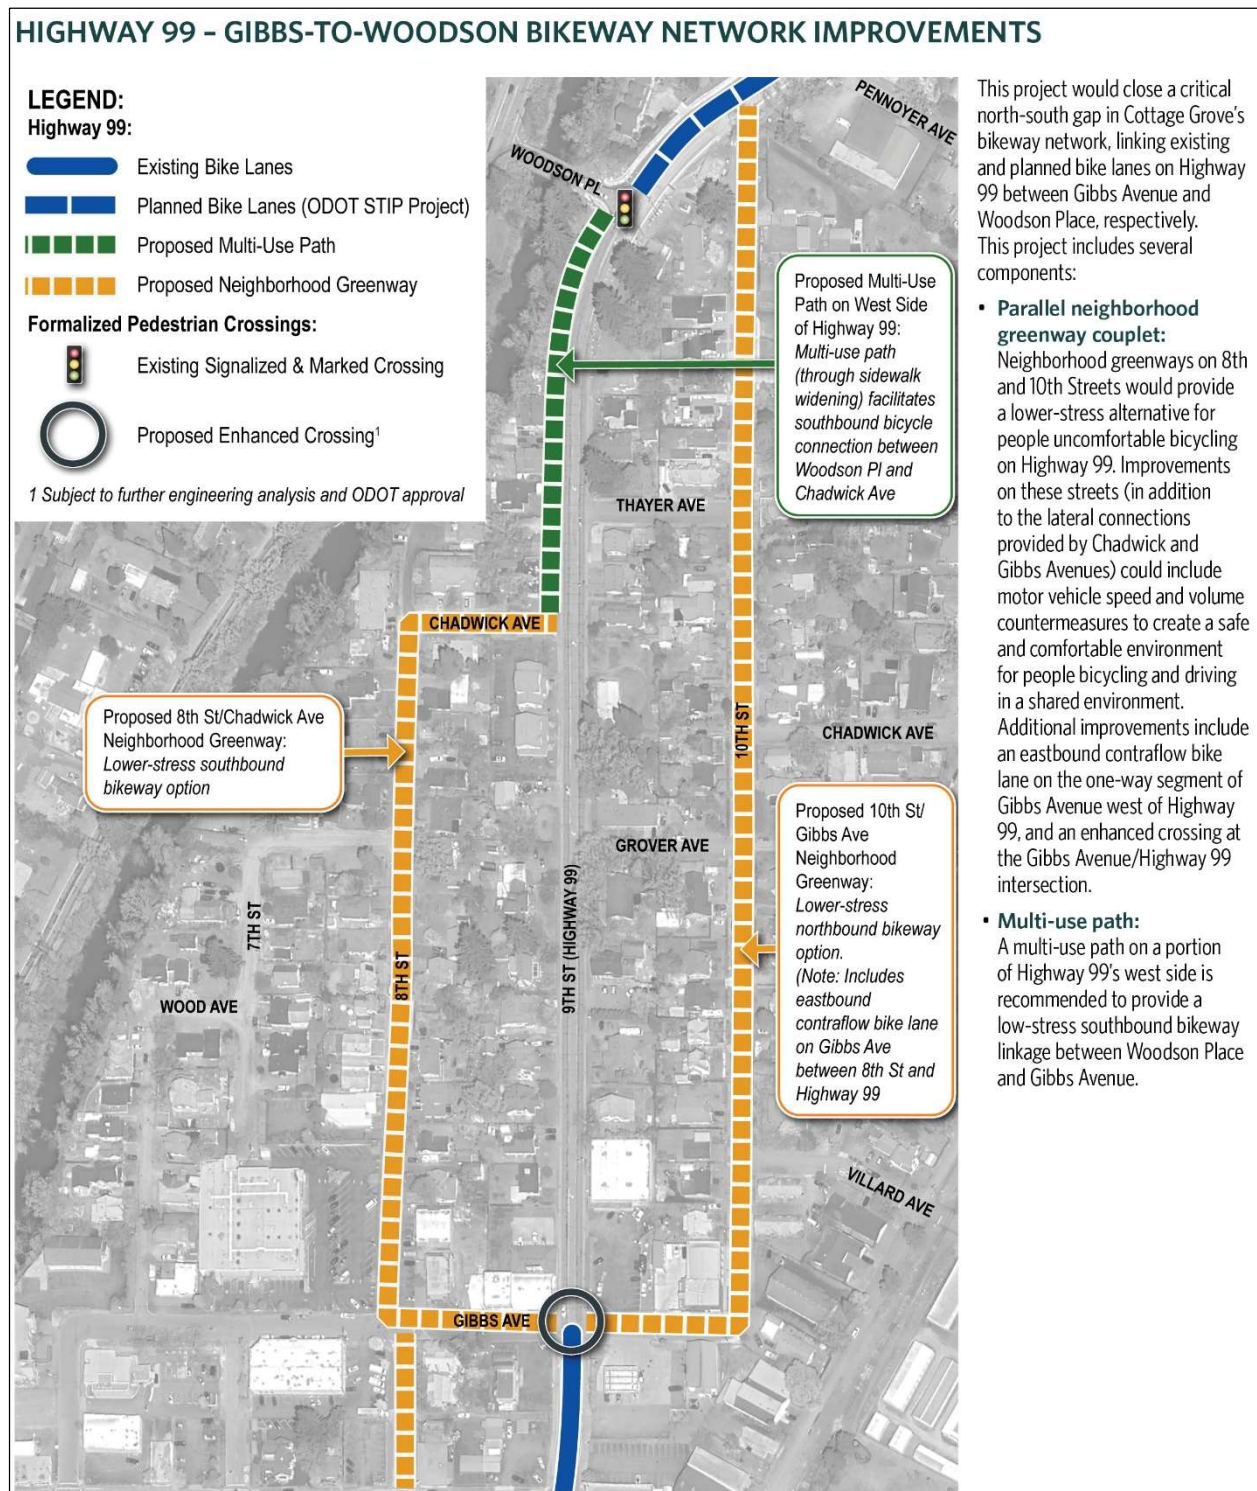 HIGHWAY 99 – GIBBS-TO-WOODSON BIKEWAY NETWORK IMPROVEMENTS
LEGEND:
Highway 99:
Existing Bike Lanes
Planned Bike Lanes (ODOT STIP Project)
Proposed Multi-Use Path
Proposed Neighborhood Greenway
Formalized Pedestrian Crossings:
Existing Signalized & Marked Crossing
Proposed Enhanced Crossing1
1 Subject to further engineering analysis and ODOT approval
PENNOYER AVE
WOODSON PL
Proposed Multi-Use
Path on West Side
of Highway 99:
Multi-use path
(through sidewalk
widening) facilitates
southbound bicycle
connection between
Woodson Pl and
Chadwick Ave
THAYER AVE
CHADWICK AVE
Proposed 8th St/Chadwick Ave
Neighborhood Greenway:
Lower-stress southbound
bikeway option
10TH ST
CHADWICK AVE
Proposed 10th St/
Gibbs Ave
Neighborhood
Greenway:
Lower-stress
northbound bikeway
option.
(Note: Includes
eastbound
contraflow bike lane
on Gibbs Ave
between 8th St and
Highway 99
GROVER AVE
7TH ST
8TH ST
9TH ST (HIGHWAY 99)
WOOD AVE
VILLARD AVE
GIBBS AVE
This project would close a critical
north-south gap in Cottage Grove's
bikeway network, linking existing
and planned bike lanes on Highway
99 between Gibbs Avenue and
Woodson Place, respectively.
This project includes several
components:
• Parallel neighborhood
greenway couplet:
Neighborhood greenways on 8th
and 10th Streets would provide
a lower-stress alternative for
people uncomfortable bicycling
on Highway 99. Improvements
on these streets (in addition
to the lateral connections
provided by Chadwick and
Gibbs Avenues) could include
motor vehicle speed and volume
countermeasures to create a safe
and comfortable environment
for people bicycling and driving
in a shared environment.
Additional improvements include
an eastbound contraflow bike
lane on the one-way segment of
Gibbs Avenue west of Highway
99, and an enhanced crossing at
the Gibbs Avenue/Highway 99
intersection.
• Multi-use path:
A multi-use path on a portion
of Highway 99's west side is
recommended to provide a
low-stress southbound bikeway
linkage between Woodson Place
and Gibbs Avenue.